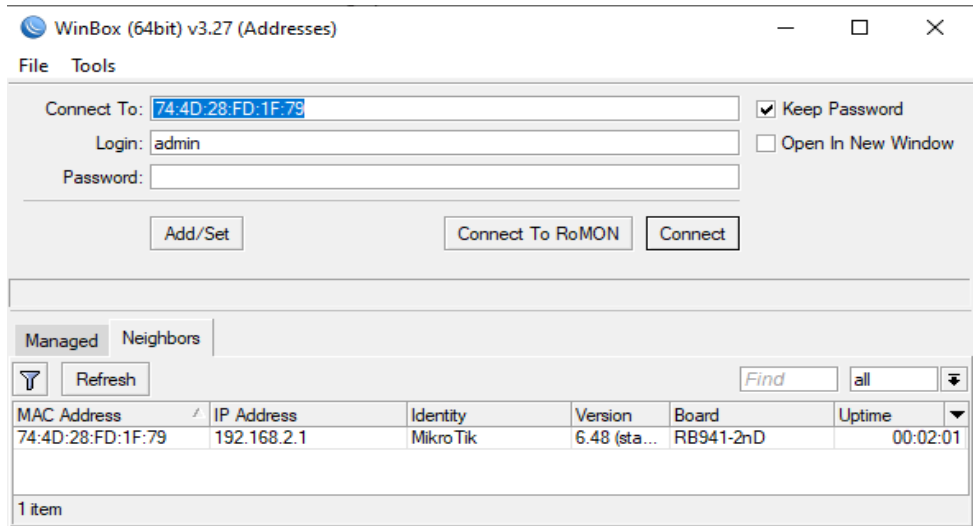 WinBox (64bit) v3.27 (Addresses)
File Tools
Connect To: 74:4D:28:FD:1F:79
Keep Password
Login: admin
Open In New Window
Password:
Add/Set Connect To RoMON Connect
Managed Neighbors
Refresh Find all
MAC Address IP Address Identity Version Board Uptime
74:4D:28:FD:1F:79 192.168.2.1 MikroTik 6.48 (sta... RB941-2nD 00:02:01
1 item